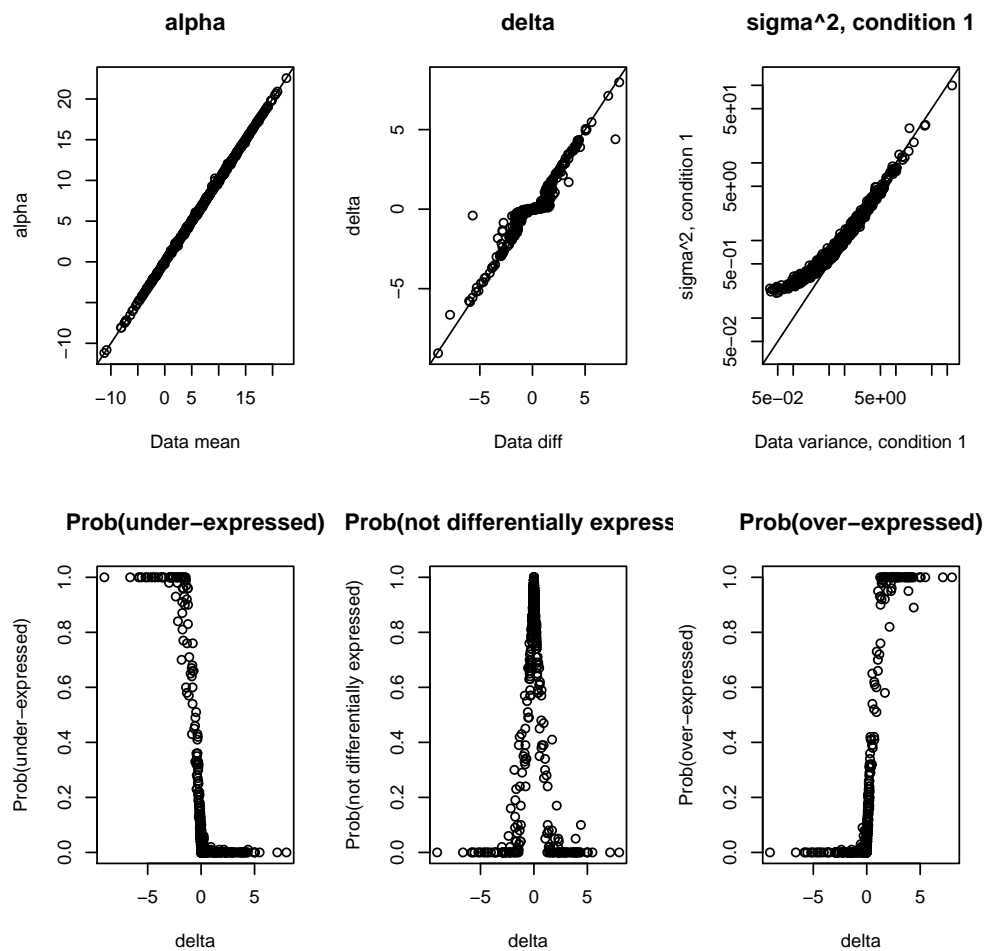 alpha
delta
sigma^2, condition 1
alpha
−10
0
5
10
15
20
−10
0
5
15
Data mean
delta
−5
0
5
−5
0
5
Data diff
sigma^2, condition 1
5e−02
5e−01
5e+00
5e+01
5e−02
5e+00
Data variance, condition 1
Prob(under−expressed)
Prob(not differentially express
Prob(over−expressed)
Prob(under−expressed)
0.0
0.2
0.4
0.6
0.8
1.0
−5
0
5
delta
Prob(not differentially expressed)
0.0
0.2
0.4
0.6
0.8
1.0
−5
0
5
delta
Prob(over−expressed)
0.0
0.2
0.4
0.6
0.8
1.0
−5
0
5
delta